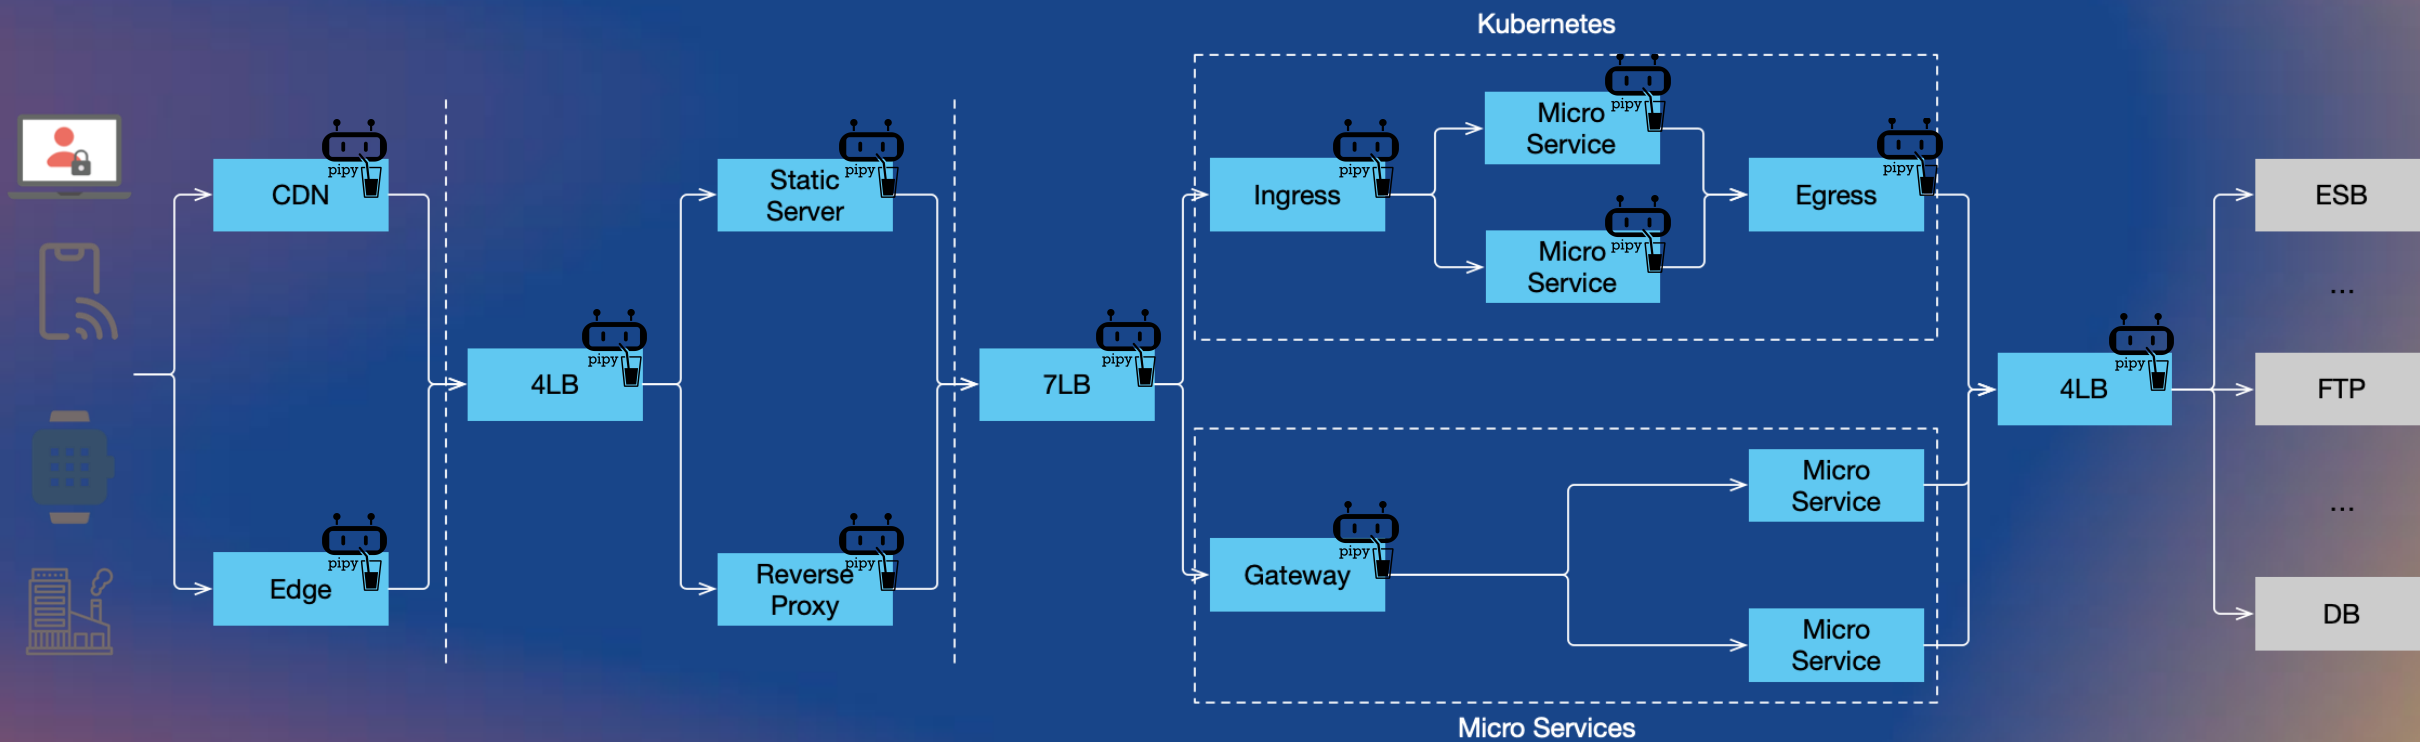 Kubernetes
CDN
pipy
Edge
pipy
4LB
pipy
Static
Server
pipy
Reverse
Proxy
pipy
7LB
pipy
Ingress
pipy
Micro
Service
pipy
Micro
Service
pipy
Egress
pipy
Gateway
pipy
Micro
Service
Micro
Service
Micro Services
4LB
pipy
ESB
...
FTP
...
DB